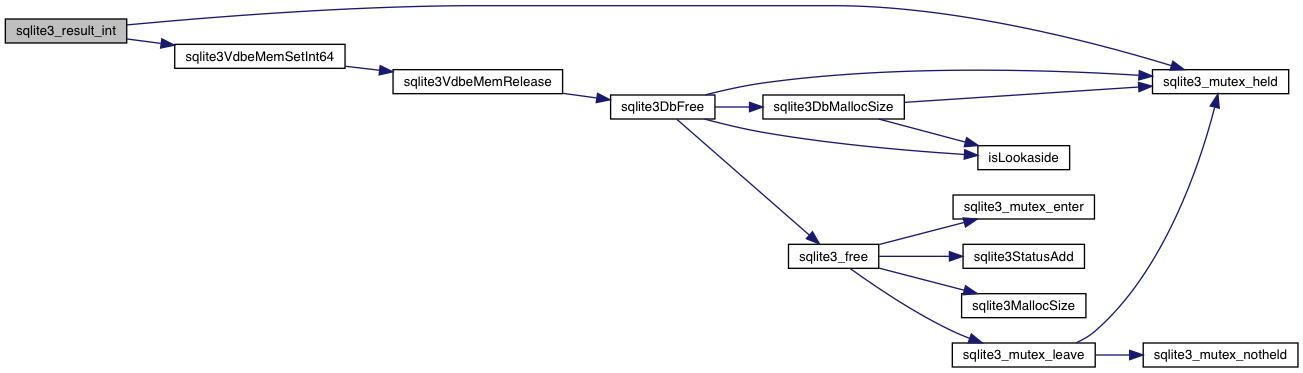 sqlite3_result_int
sqlite3VdbeMemSetInt64
sqlite3VdbeMemRelease
sqlite3_mutex_held
sqlite3DbFree
sqlite3DbMallocSize
isLookaside
sqlite3_mutex_enter
sqlite3_free
sqlite3StatusAdd
sqlite3MallocSize
sqlite3_mutex_leave
sqlite3_mutex_notheld